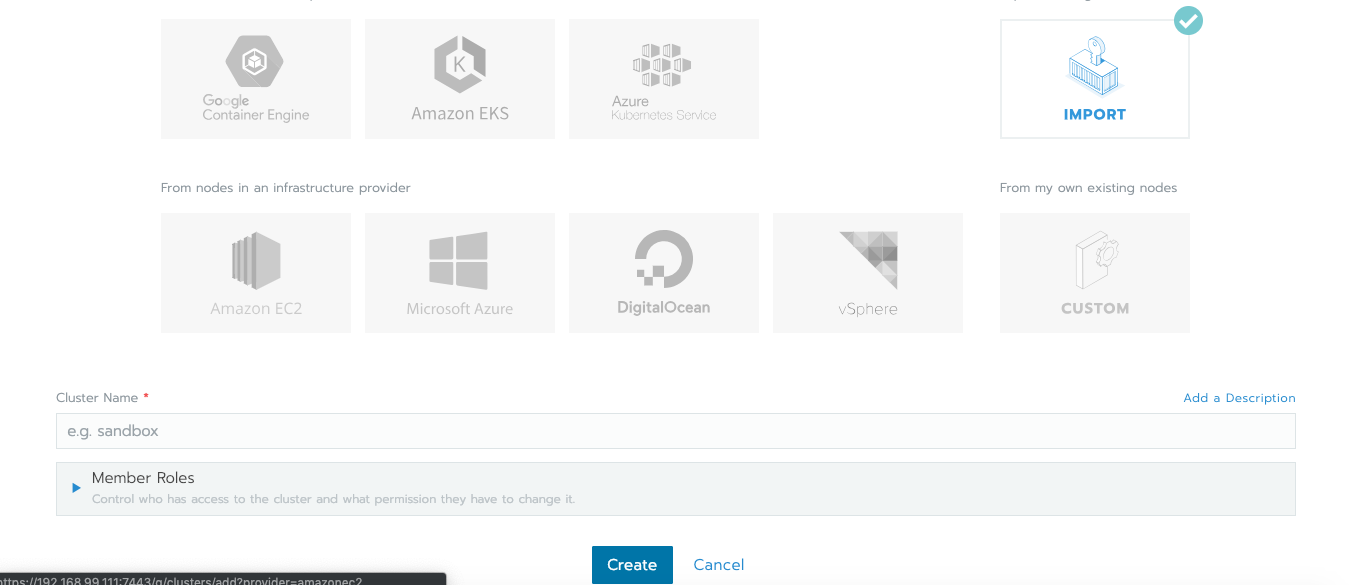 Google
Container Engine
Amazon EKS
Azure
Kubernetes Service
IMPORT
From nodes in an infrastructure provider
From my own existing nodes
Amazon EC2
Microsoft Azure
DigitalOcean
vSphere
CUSTOM
Cluster Name *
Add a Description
e.g. sandbox
Member Roles
Control who has access to the cluster and what permission they have to change it.
Create
Cancel
https://192.168.99.111:7443/g/clusters/add?provider=amazonec2